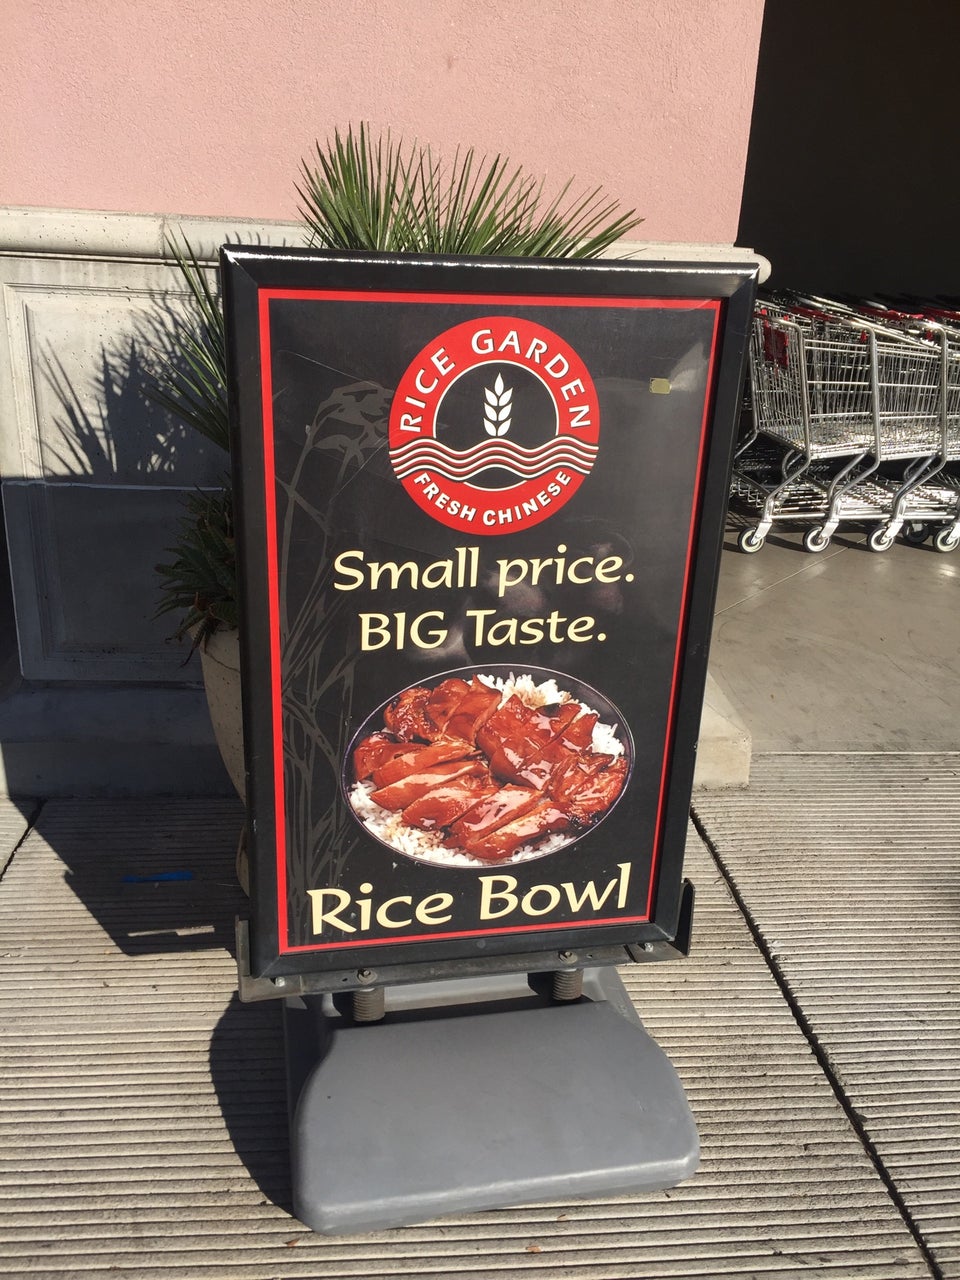 RICE GARDEN
FRESH CHINESE
Small price.
BIG Taste.
Rice Bowl